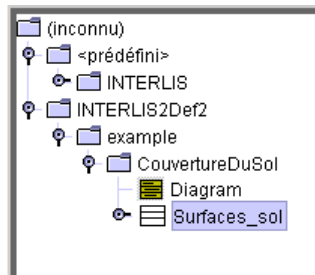 (inconnu)
<prédéfini>
INTERLIS
INTERLIS2Def2
example
CouvertureDuSol
Diagram
Surfaces_sol